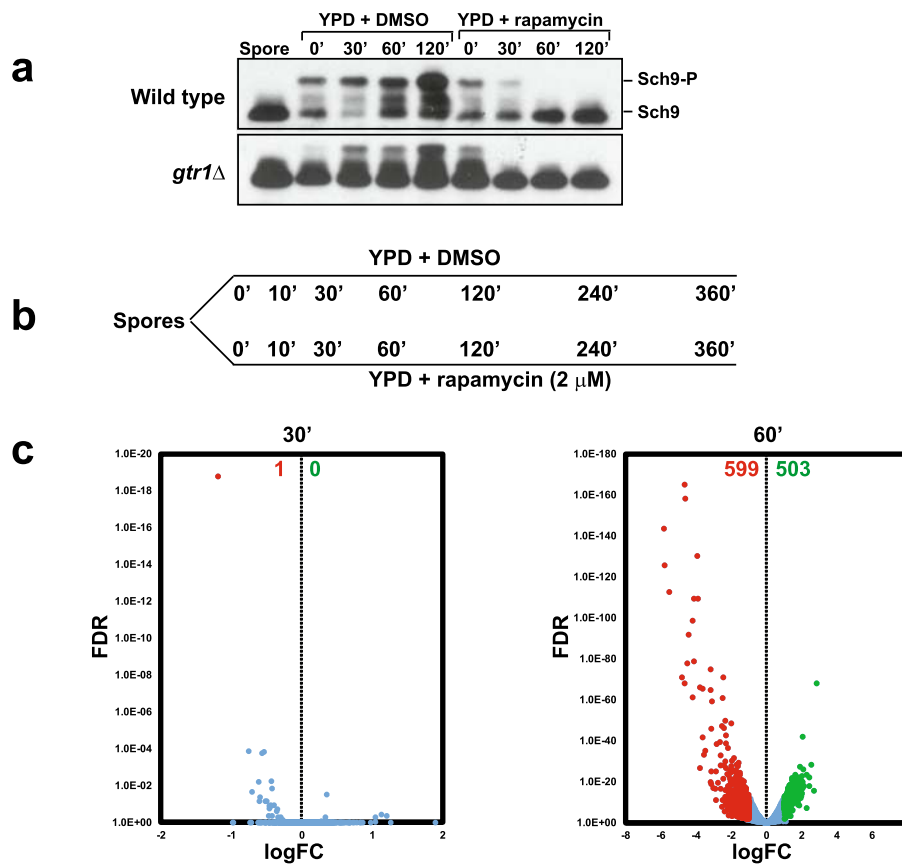 a
YPD + DMSO YPD + rapamycin
Spore 0’ 30’ 60’ 120’ 0’ 30’ 60’ 120’
Wild type
Sch9-P
Sch9
gtr1Δ
b
YPD + DMSO
0’ 10’ 30’ 60’ 120’ 240’ 360’
Spores
0’ 10’ 30’ 60’ 120’ 240’ 360’
YPD + rapamycin (2 μM)
c
30’
1 0
FDR
1.0E-20
1.0E-18
1.0E-16
1.0E-14
1.0E-12
1.0E-10
1.0E-08
1.0E-06
1.0E-04
1.0E-02
1.0E+00
-2 -1 0 1 2
logFC
60’
599 503
FDR
1.0E-180
1.0E-160
1.0E-140
1.0E-120
1.0E-100
1.0E-80
1.0E-60
1.0E-40
1.0E-20
1.0E+00
-8 -6 -4 -2 0 2 4 6
logFC